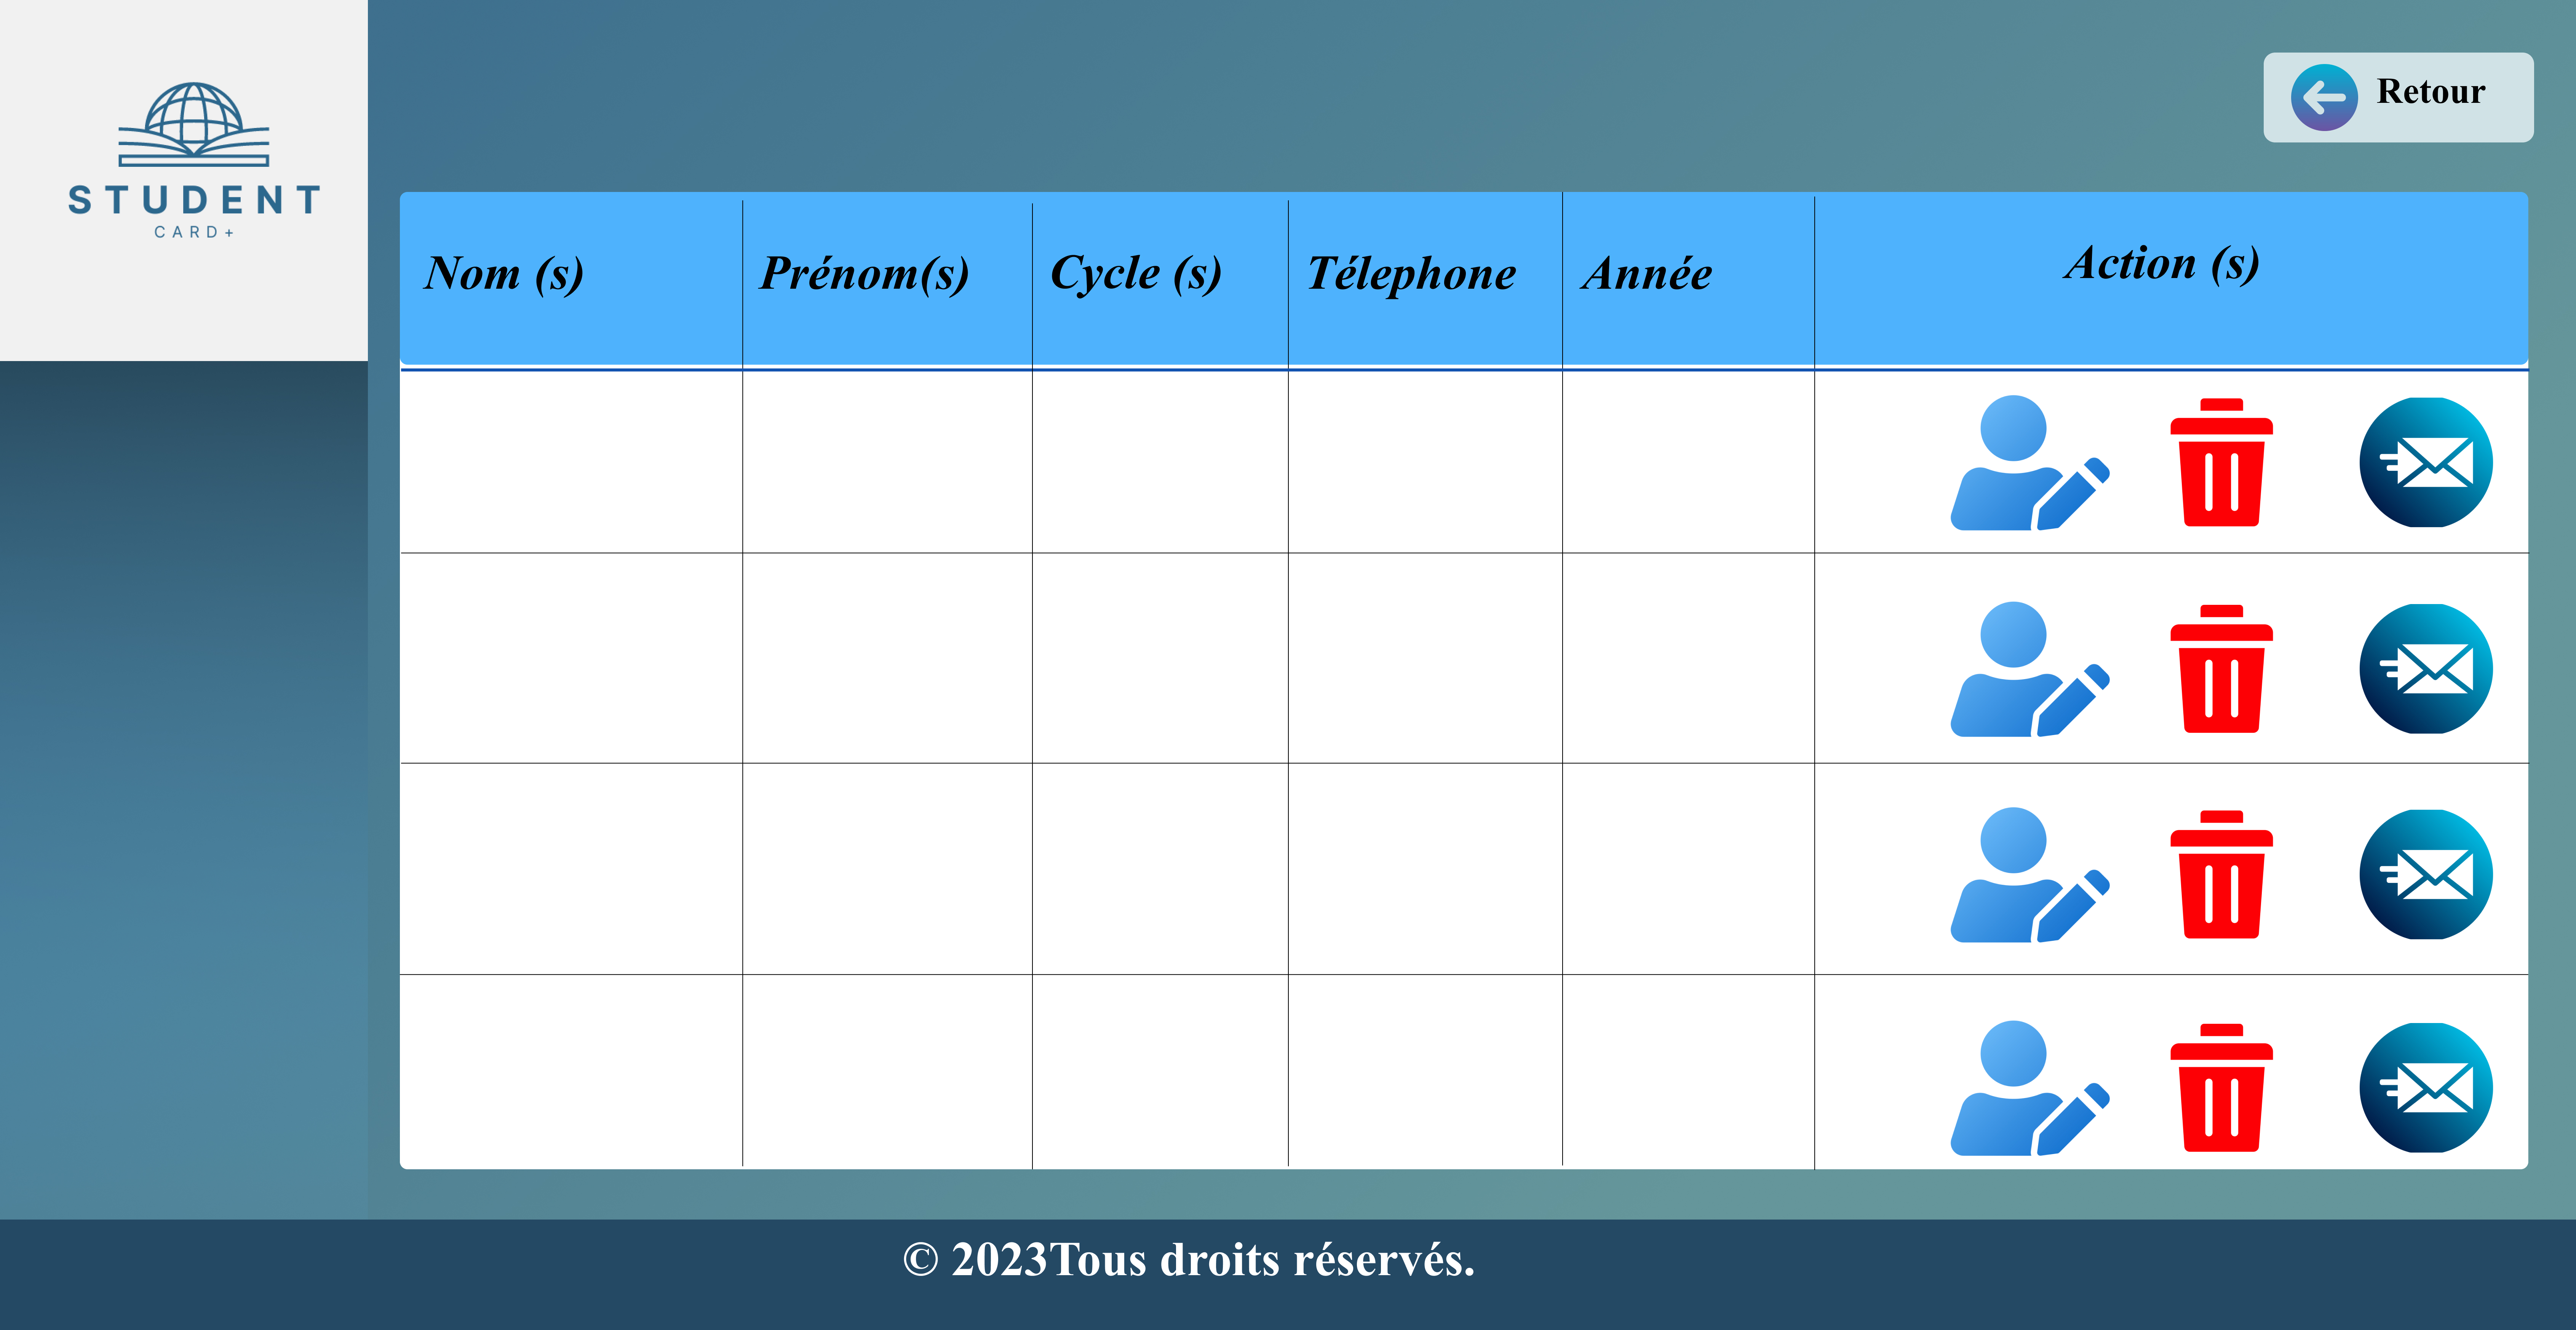 STUDENT
CARD+
Retour
Nom (s) Prénom(s) Cycle (s) Télephone Année Action (s)
© 2023Tous droits réservés.